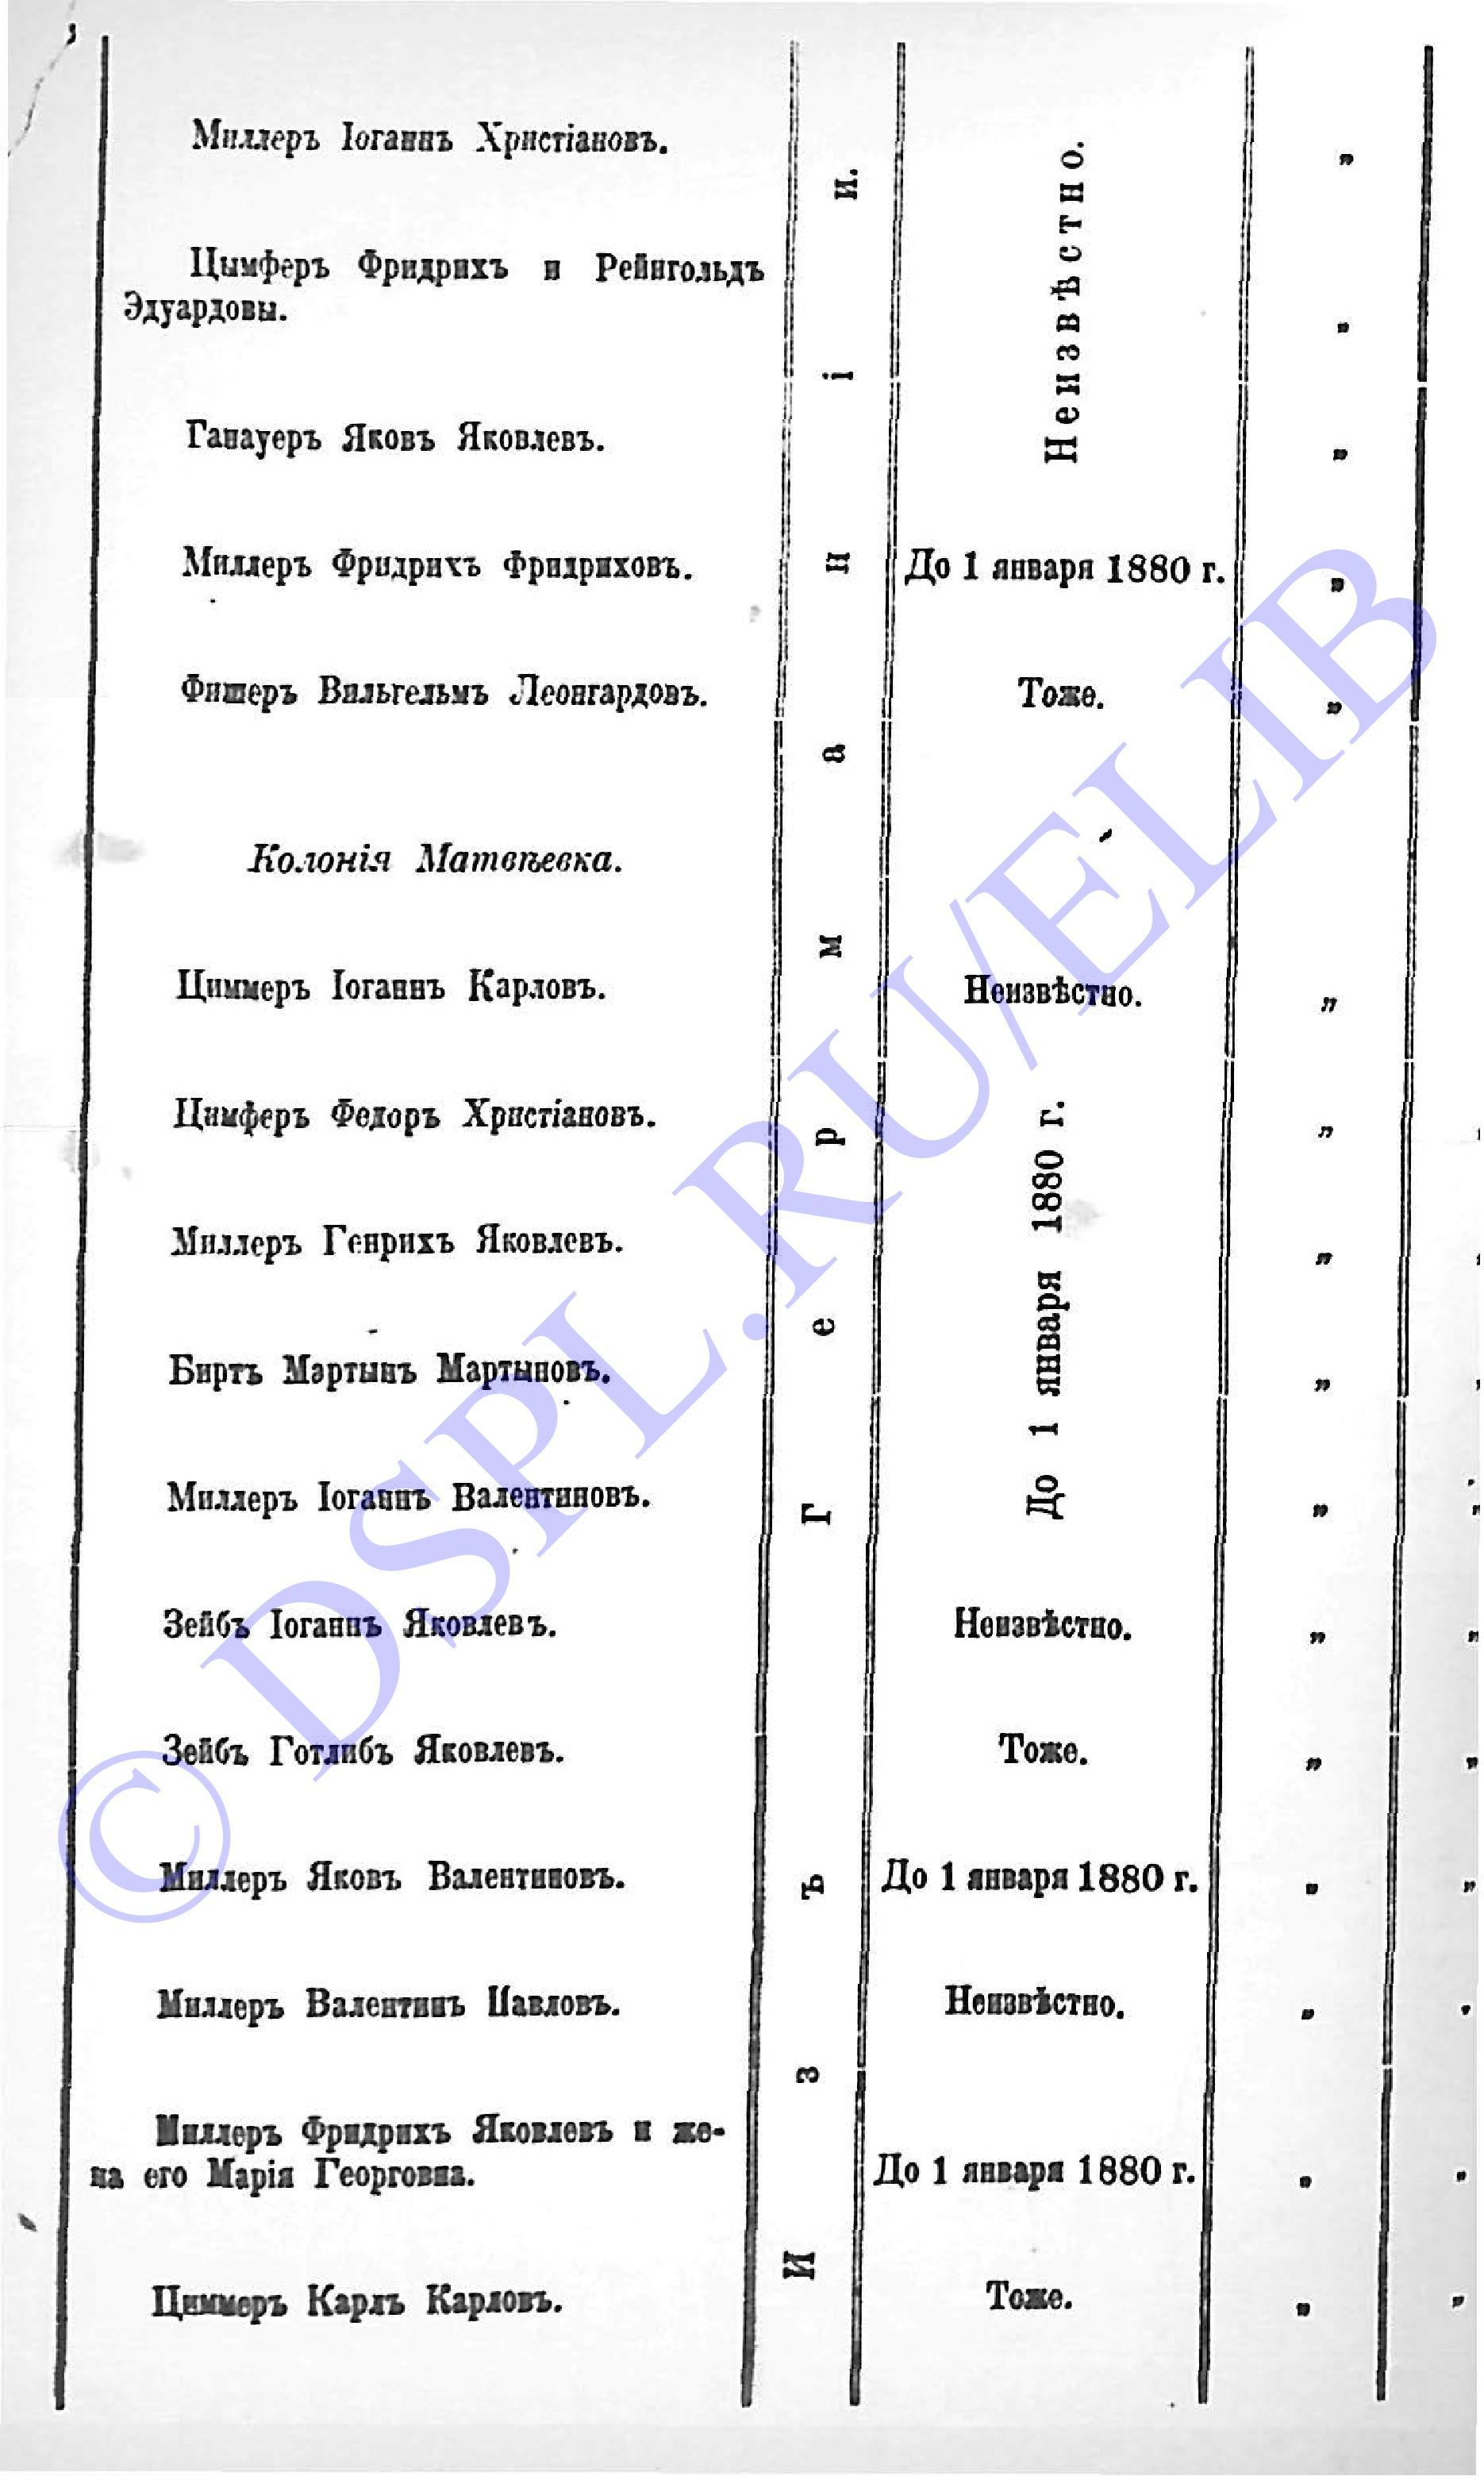 Миллеръ Іоганнъ Христіановъ.
Неизвѣстно.
„
Цымферъ Фридрихъ и Рейнгольдъ
Эдуардовы.
„
Ганауеръ Яковъ Яковлевъ.
„
Миллеръ Фридрихъ Фридриховъ.
До 1 января 1880 г.
„
Фишеръ Вильгельмъ Леонгардовъ.
Тоже.
„
Колонія Матвѣевка.
Циммеръ Іоганнъ Карловъ.
Неизвѣстно.
„
Цимферъ Федоръ Христіановъ.
До 1 января 1880 г.
„
Миллеръ Генрихъ Яковлевъ.
„
Биртъ Мартынъ Мартыновъ.
„
Миллеръ Іоганнъ Валентиновъ.
„ „
Зейбъ Іоганнъ Яковлевъ.
Неизвѣстно.
„ „
Зейбъ Готлибъ Яковлевъ.
Тоже.
„ „
Миллеръ Яковъ Валентиновъ.
До 1 января 1880 г.
„ „
Миллеръ Валентинъ Павловъ.
Неизвѣстно.
„ „
Миллеръ Фридрихъ Яковлевъ и же-
на его Марія Георговна.
До 1 января 1880 г.
„ „
Циммеръ Карлъ Карловъ.
Тоже.
„ „
Изъ Германіи.
© DSPL.RU/ELIB